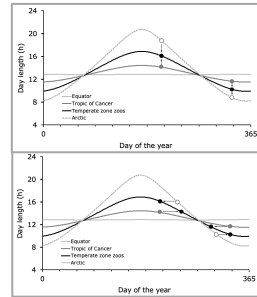 24
20
16
12
8
4
Day length (h)
Equator
Tropic of Cancer
Temperate zone zoos
Arctic
0
365
Day of the year
24
20
16
12
8
4
Day length (h)
Equator
Tropic of Cancer
Temperate zone zoos
Arctic
0
365
Day of the year